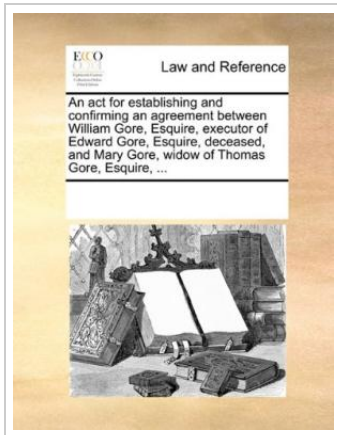 ECCO
Law and Reference
An act for establishing and
confirming an agreement between
William Gore, Esquire, executor of
Edward Gore, Esquire, deceased,
and Mary Gore, widow of Thomas
Gore, Esquire, ...